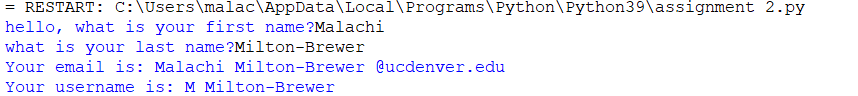 = RESTART: C:\Users\malac\AppData\Local\Programs\Python\Python39\assignment 2.py
hello, what is your first name?Malachi
what is your last name?Milton-Brewer
Your email is: Malachi Milton-Brewer @ucdenver.edu
Your username is: M Milton-Brewer